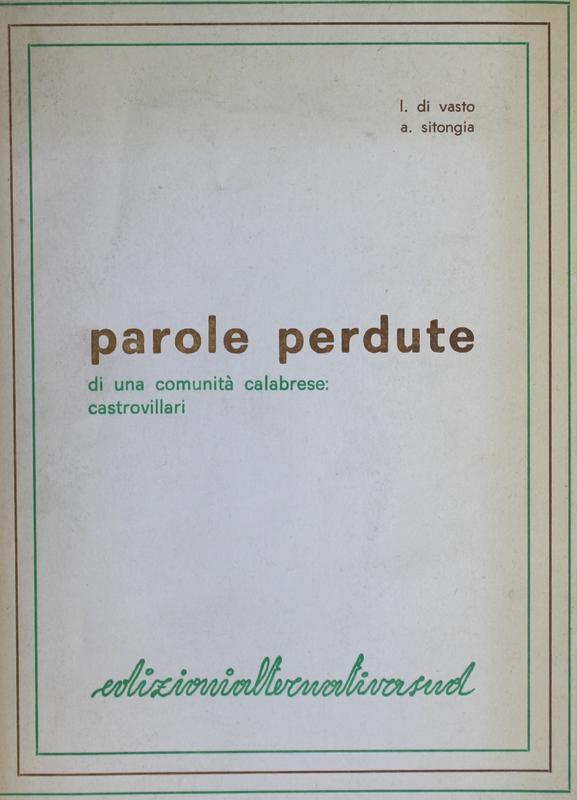 l. di vasto
a. sitongia
parole perdute
di una comunità calabrese:
castrovillari
edizionialternativasud